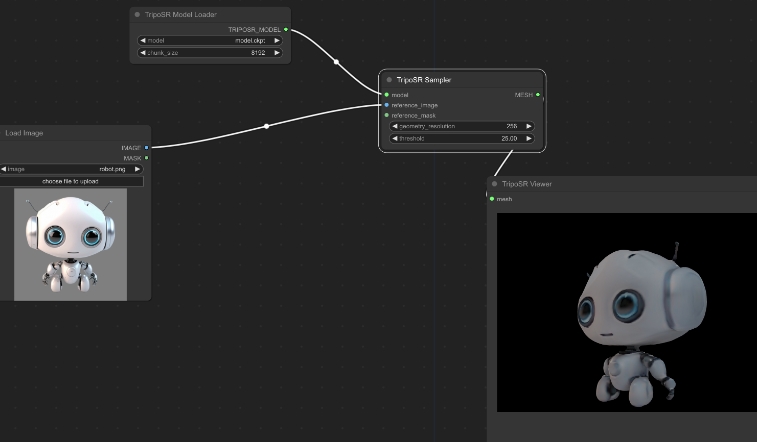 TripoSR Model Loader
TRIPOSR_MODEL
model model.ckpt
chunk_size 8192
TripoSR Sampler
model MESH
reference_image
reference_mask
geometry_resolution 256
threshold 25.00
Load Image
IMAGE
MASK
image robot.png
choose file to upload
TripoSR Viewer
mesh